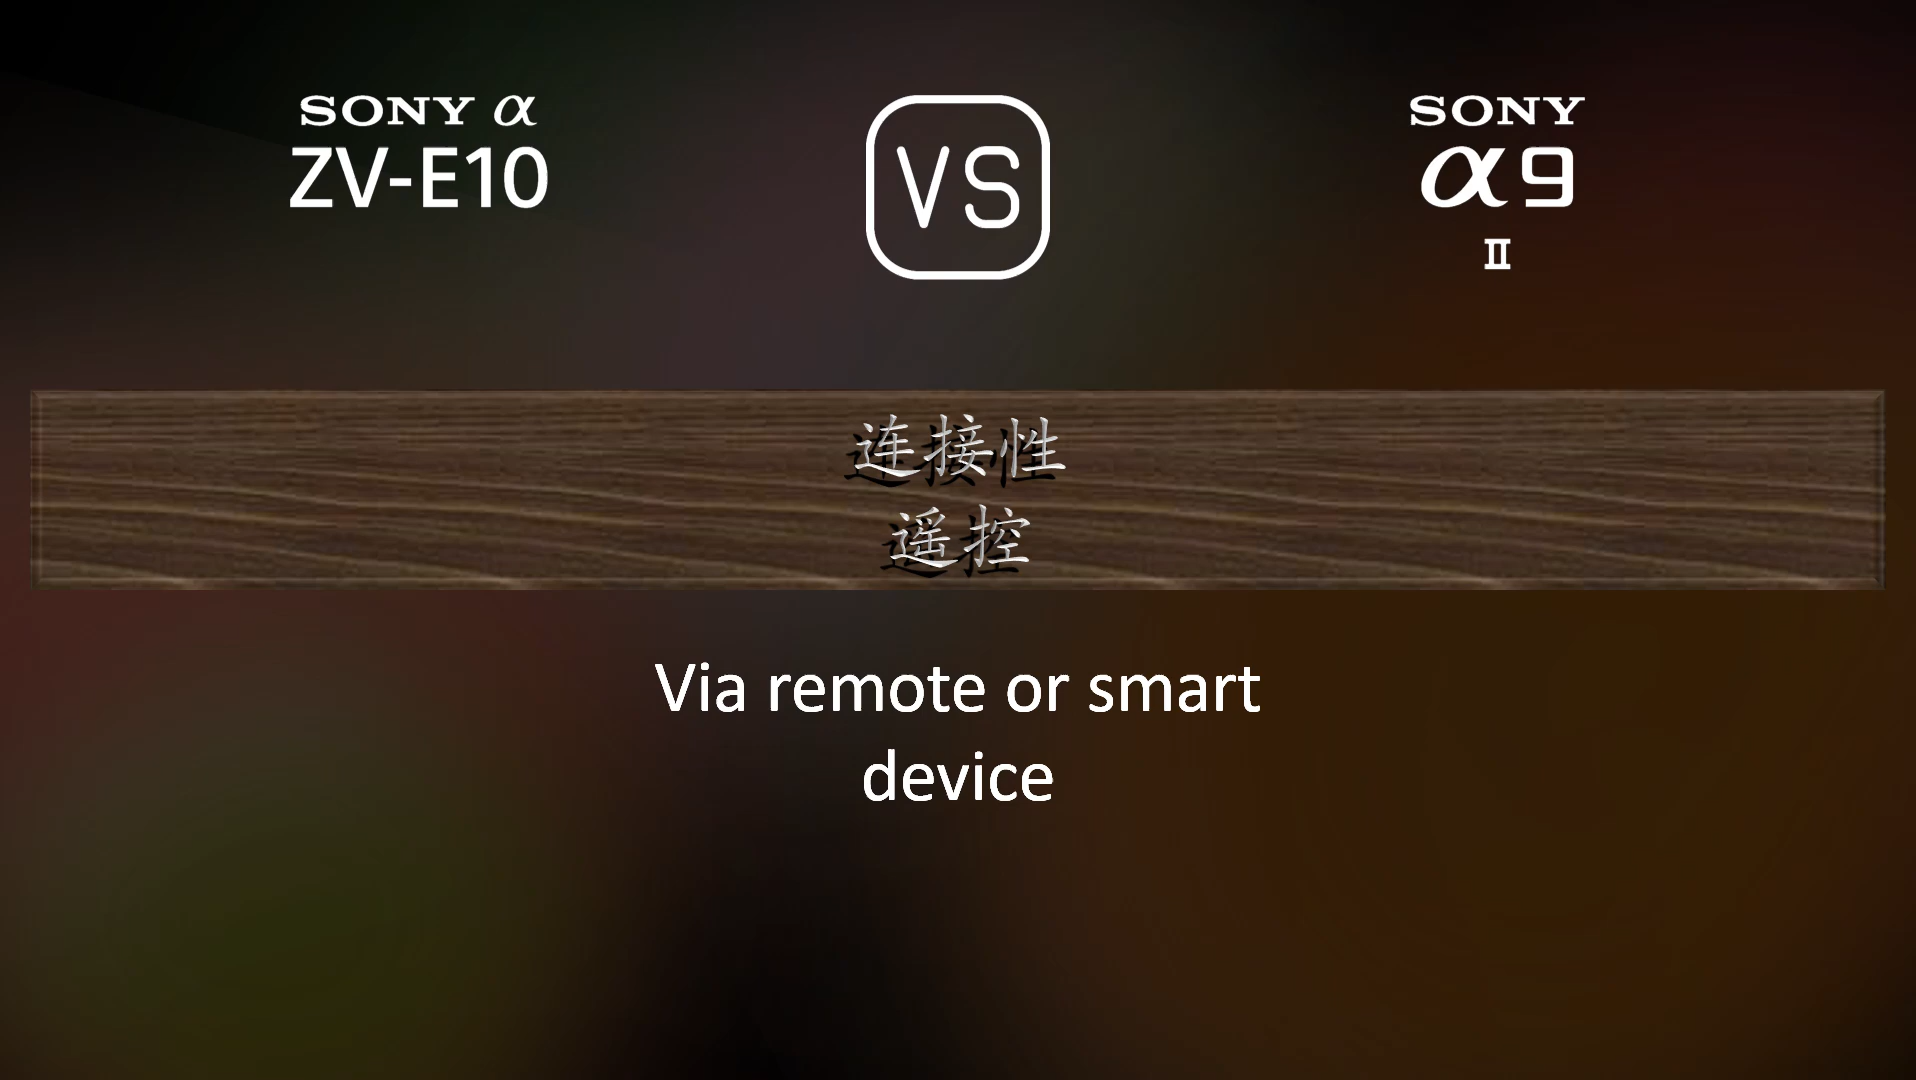 SONY α
ZV-E10
VS
SONY
α9
II
连接性
遥控
Via remote or smart
device